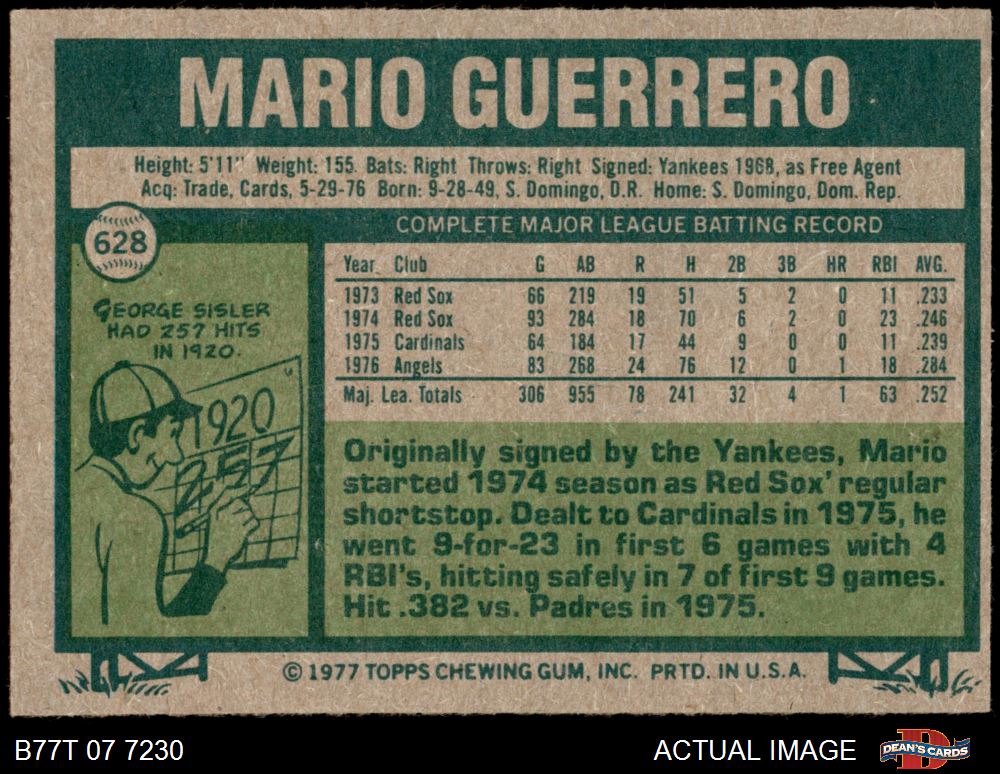 MARIO GUERRERO
Height: 5'11" Weight: 155 Bats: Right Throws: Right Signed: Yankees 1968, as Free Agent
Acq: Trade, Cards, 5-29-76 Born: 9-28-49, S. Domingo, D.R. Home: S. Domingo, Dom. Rep.
628
GEORGE SISLER
HAD 257 HITS
IN 1920.
1920
257
COMPLETE MAJOR LEAGUE BATTING RECORD
Year Club G AB R H 2B 3B HR RBI AVG.
1973 Red Sox 66 219 19 51 5 2 0 11 .233
1974 Red Sox 93 284 18 70 6 2 0 23 .246
1975 Cardinals 64 184 17 44 9 0 0 11 .239
1976 Angels 83 268 24 76 12 0 1 18 .284
Maj. Lea. Totals 306 955 78 241 32 4 1 63 .252
Originally signed by the Yankees, Mario
started 1974 season as Red Sox' regular
shortstop. Dealt to Cardinals in 1975, he
went 9-for-23 in first 6 games with 4
RBI's, hitting safely in 7 of first 9 games.
Hit .382 vs. Padres in 1975.
© 1977 TOPPS CHEWING GUM, INC. PRTD. IN U.S.A.
B77T 07 7230
ACTUAL IMAGE
DEAN'S CARDS